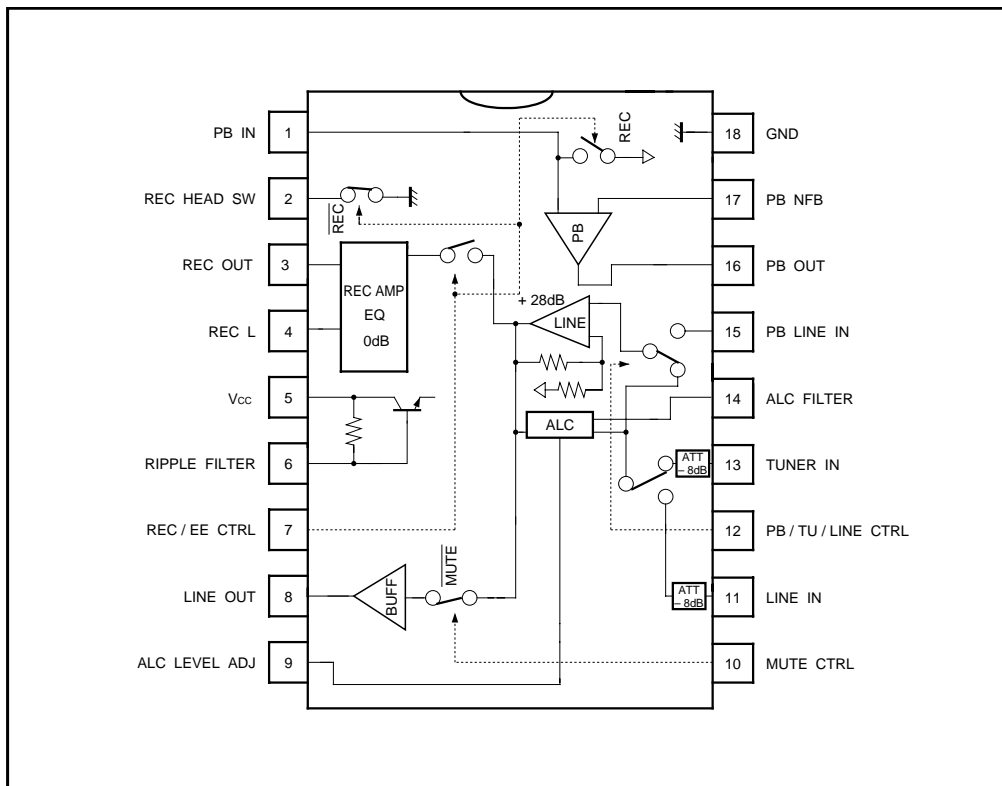 PB IN
1
REC HEAD SW
2
REC OUT
3
REC L
4
Vcc
5
RIPPLE FILTER
6
REC / EE CTRL
7
LINE OUT
8
ALC LEVEL ADJ
9
REC
REC
REC AMP
EQ
0dB
PB
+ 28dB
LINE
ALC
ATT
– 8dB
ATT
– 8dB
MUTE
BUFF
18
GND
17
PB NFB
16
PB OUT
15
PB LINE IN
14
ALC FILTER
13
TUNER IN
12
PB / TU / LINE CTRL
11
LINE IN
10
MUTE CTRL